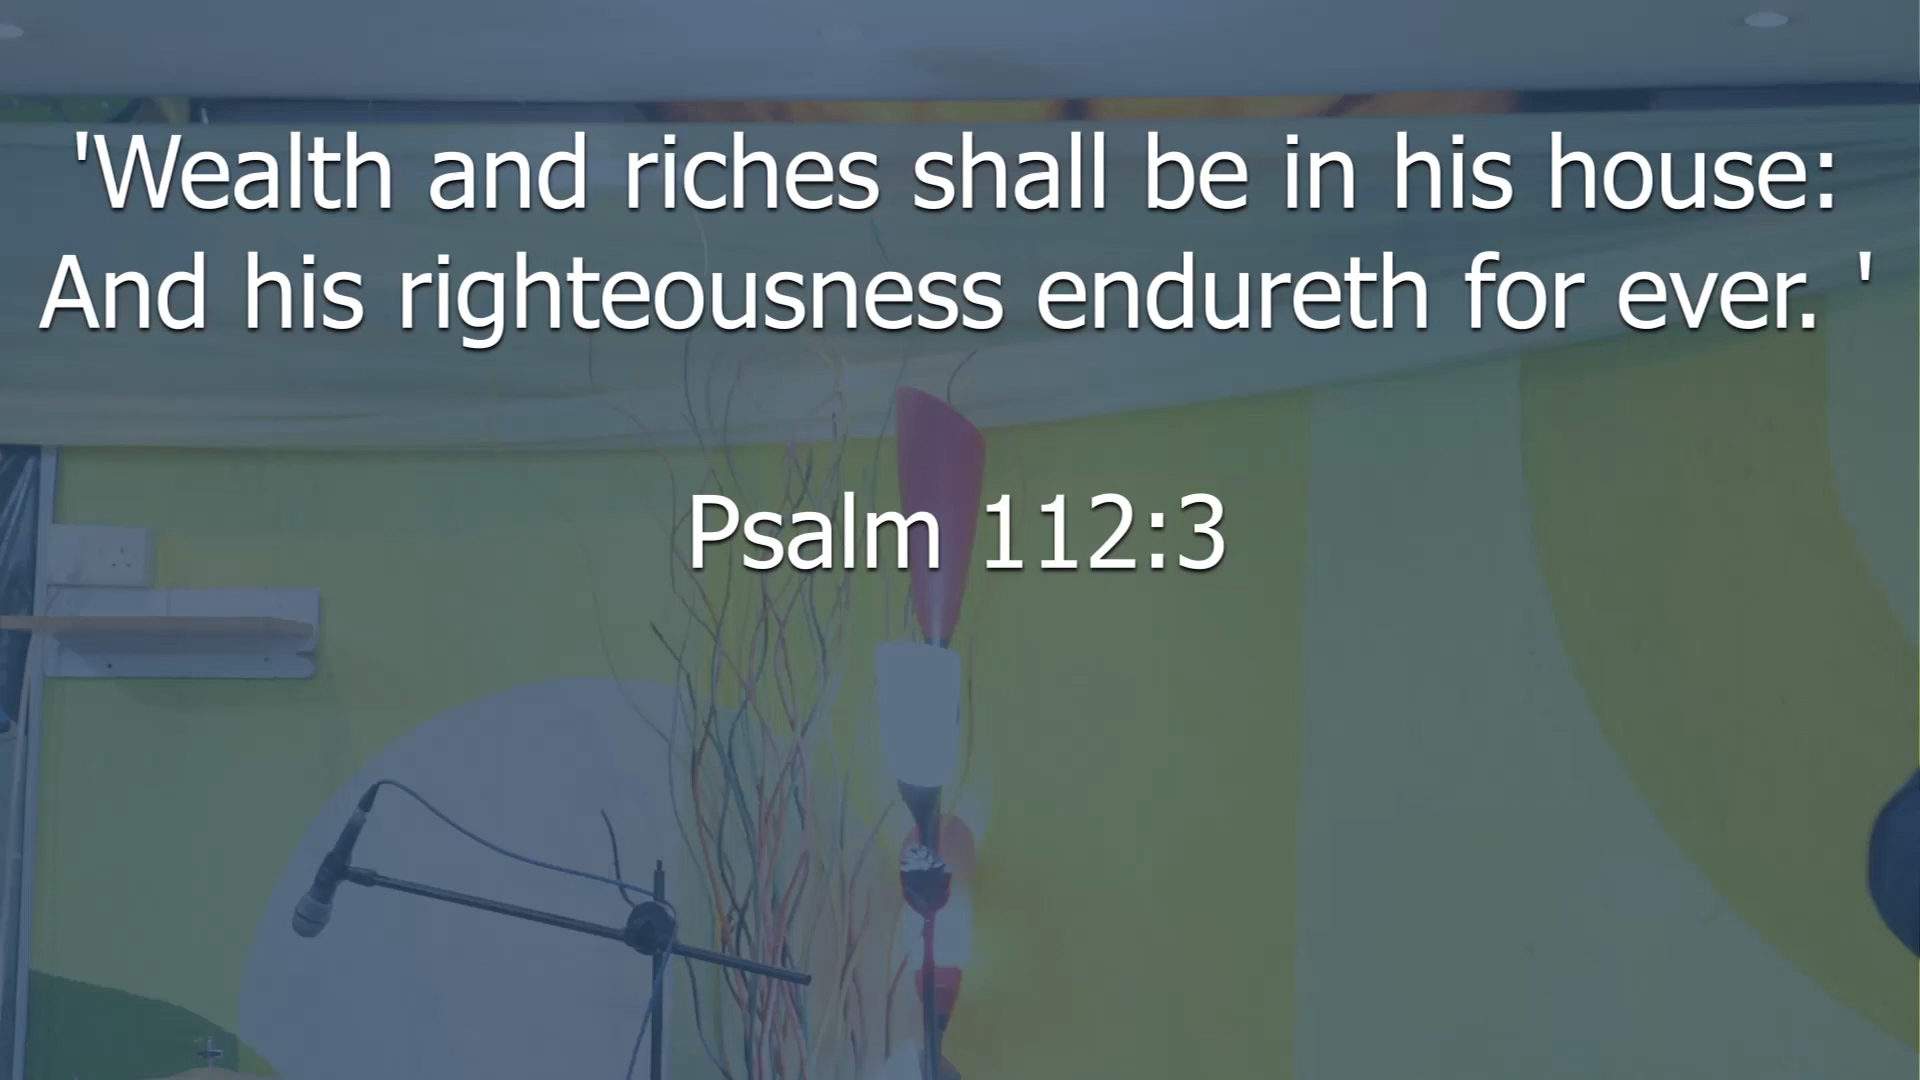 'Wealth and riches shall be in his house:
And his righteousness endureth for ever. '
Psalm 112:3